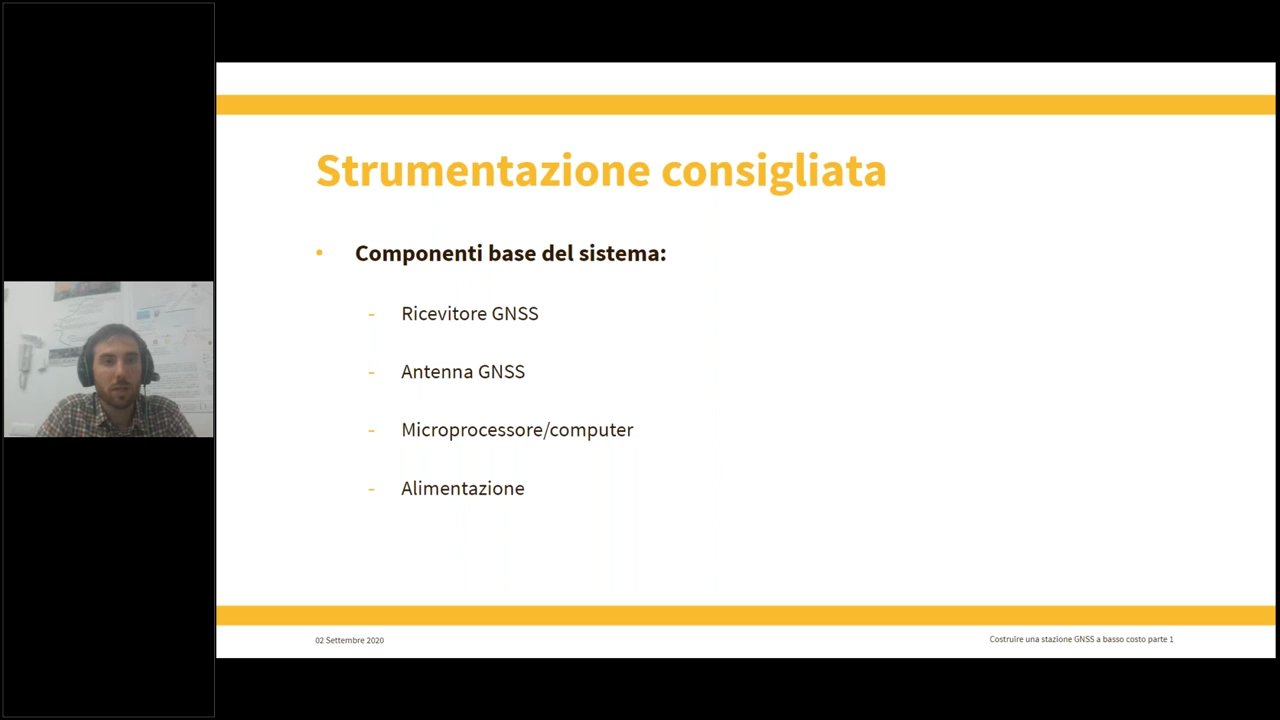 Strumentazione consigliata
• Componenti base del sistema:
- Ricevitore GNSS
- Antenna GNSS
- Microprocessore/computer
- Alimentazione
02 Settembre 2020
Costruire una stazione GNSS a basso costo parte 1